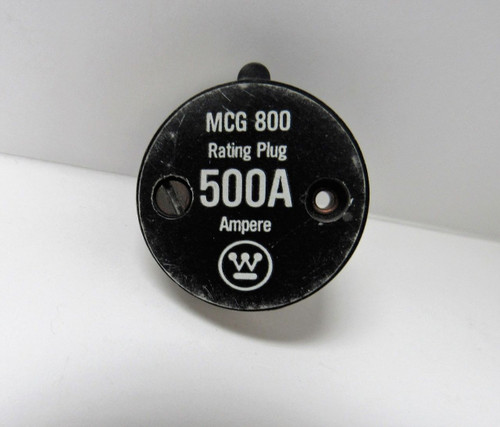 MCG 800
Rating Plug
500A
Ampere
W